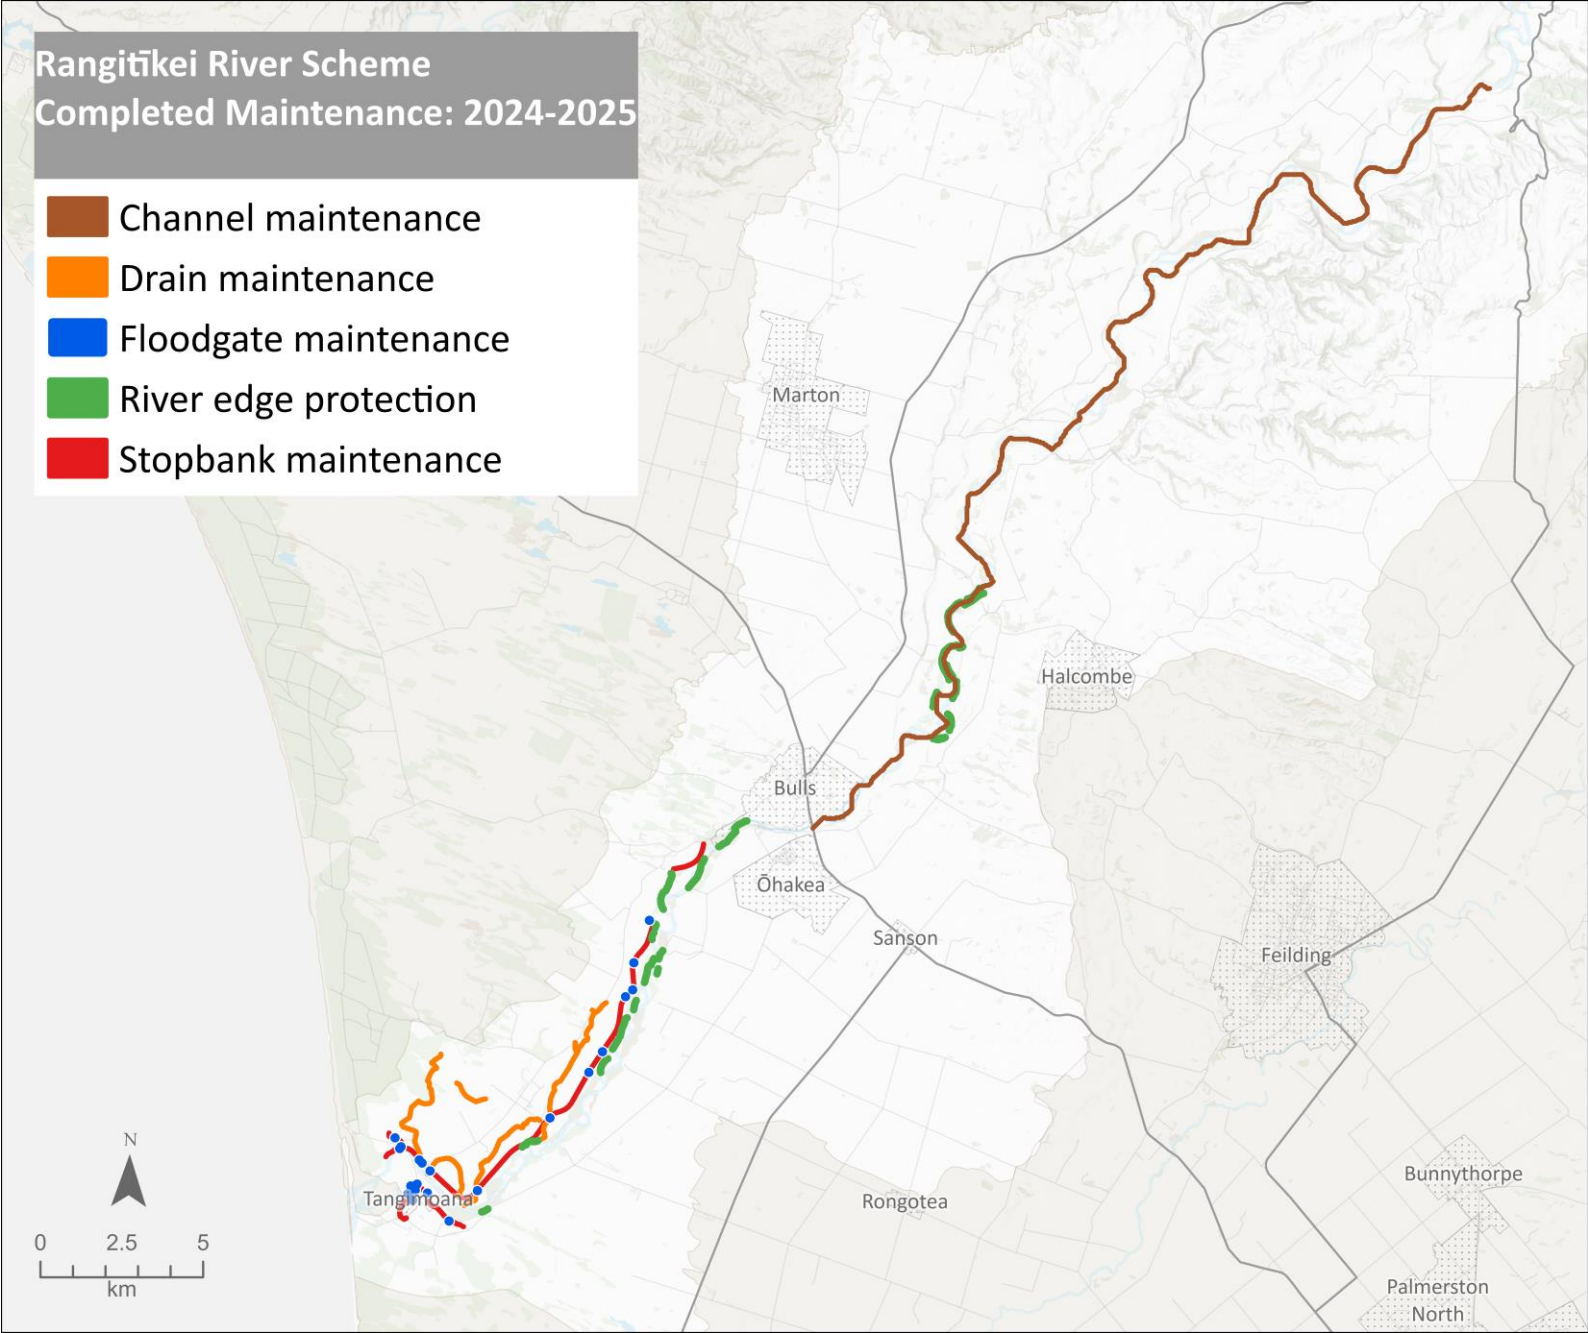 Rangitīkei River Scheme
Completed Maintenance: 2024-2025
Channel maintenance
Drain maintenance
Floodgate maintenance
River edge protection
Stopbank maintenance
Marton
Halcombe
Bulls
Ōhakea
Sanson
Feilding
Bunnythorpe
Tangimoana
Rongotea
Palmerston
North
N
0 2.5 5
km